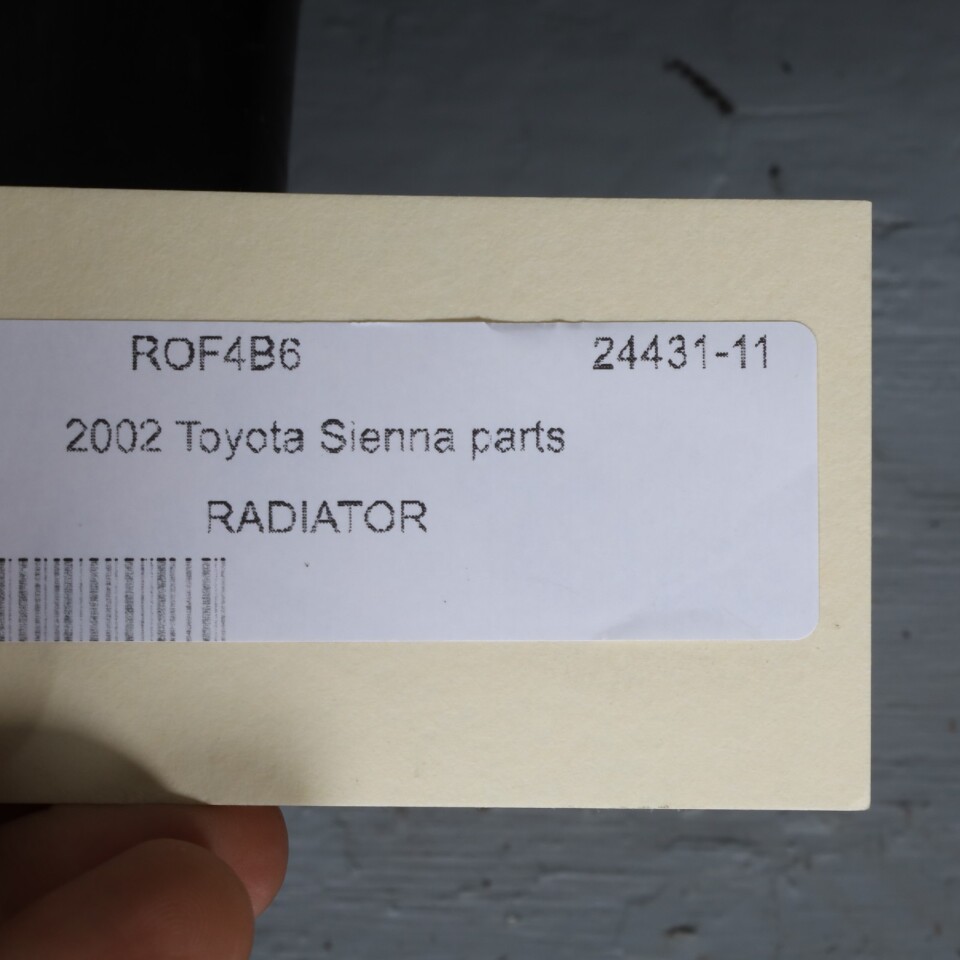 ROF4B6 24431-11
2002 Toyota Sienna parts
RADIATOR